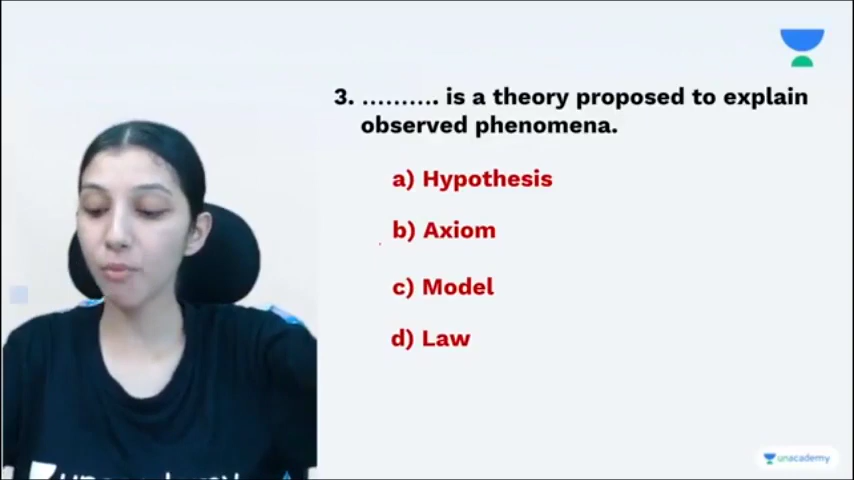 3. .......... is a theory proposed to explain
observed phenomena.
a) Hypothesis
b) Axiom
c) Model
d) Law
unacademy